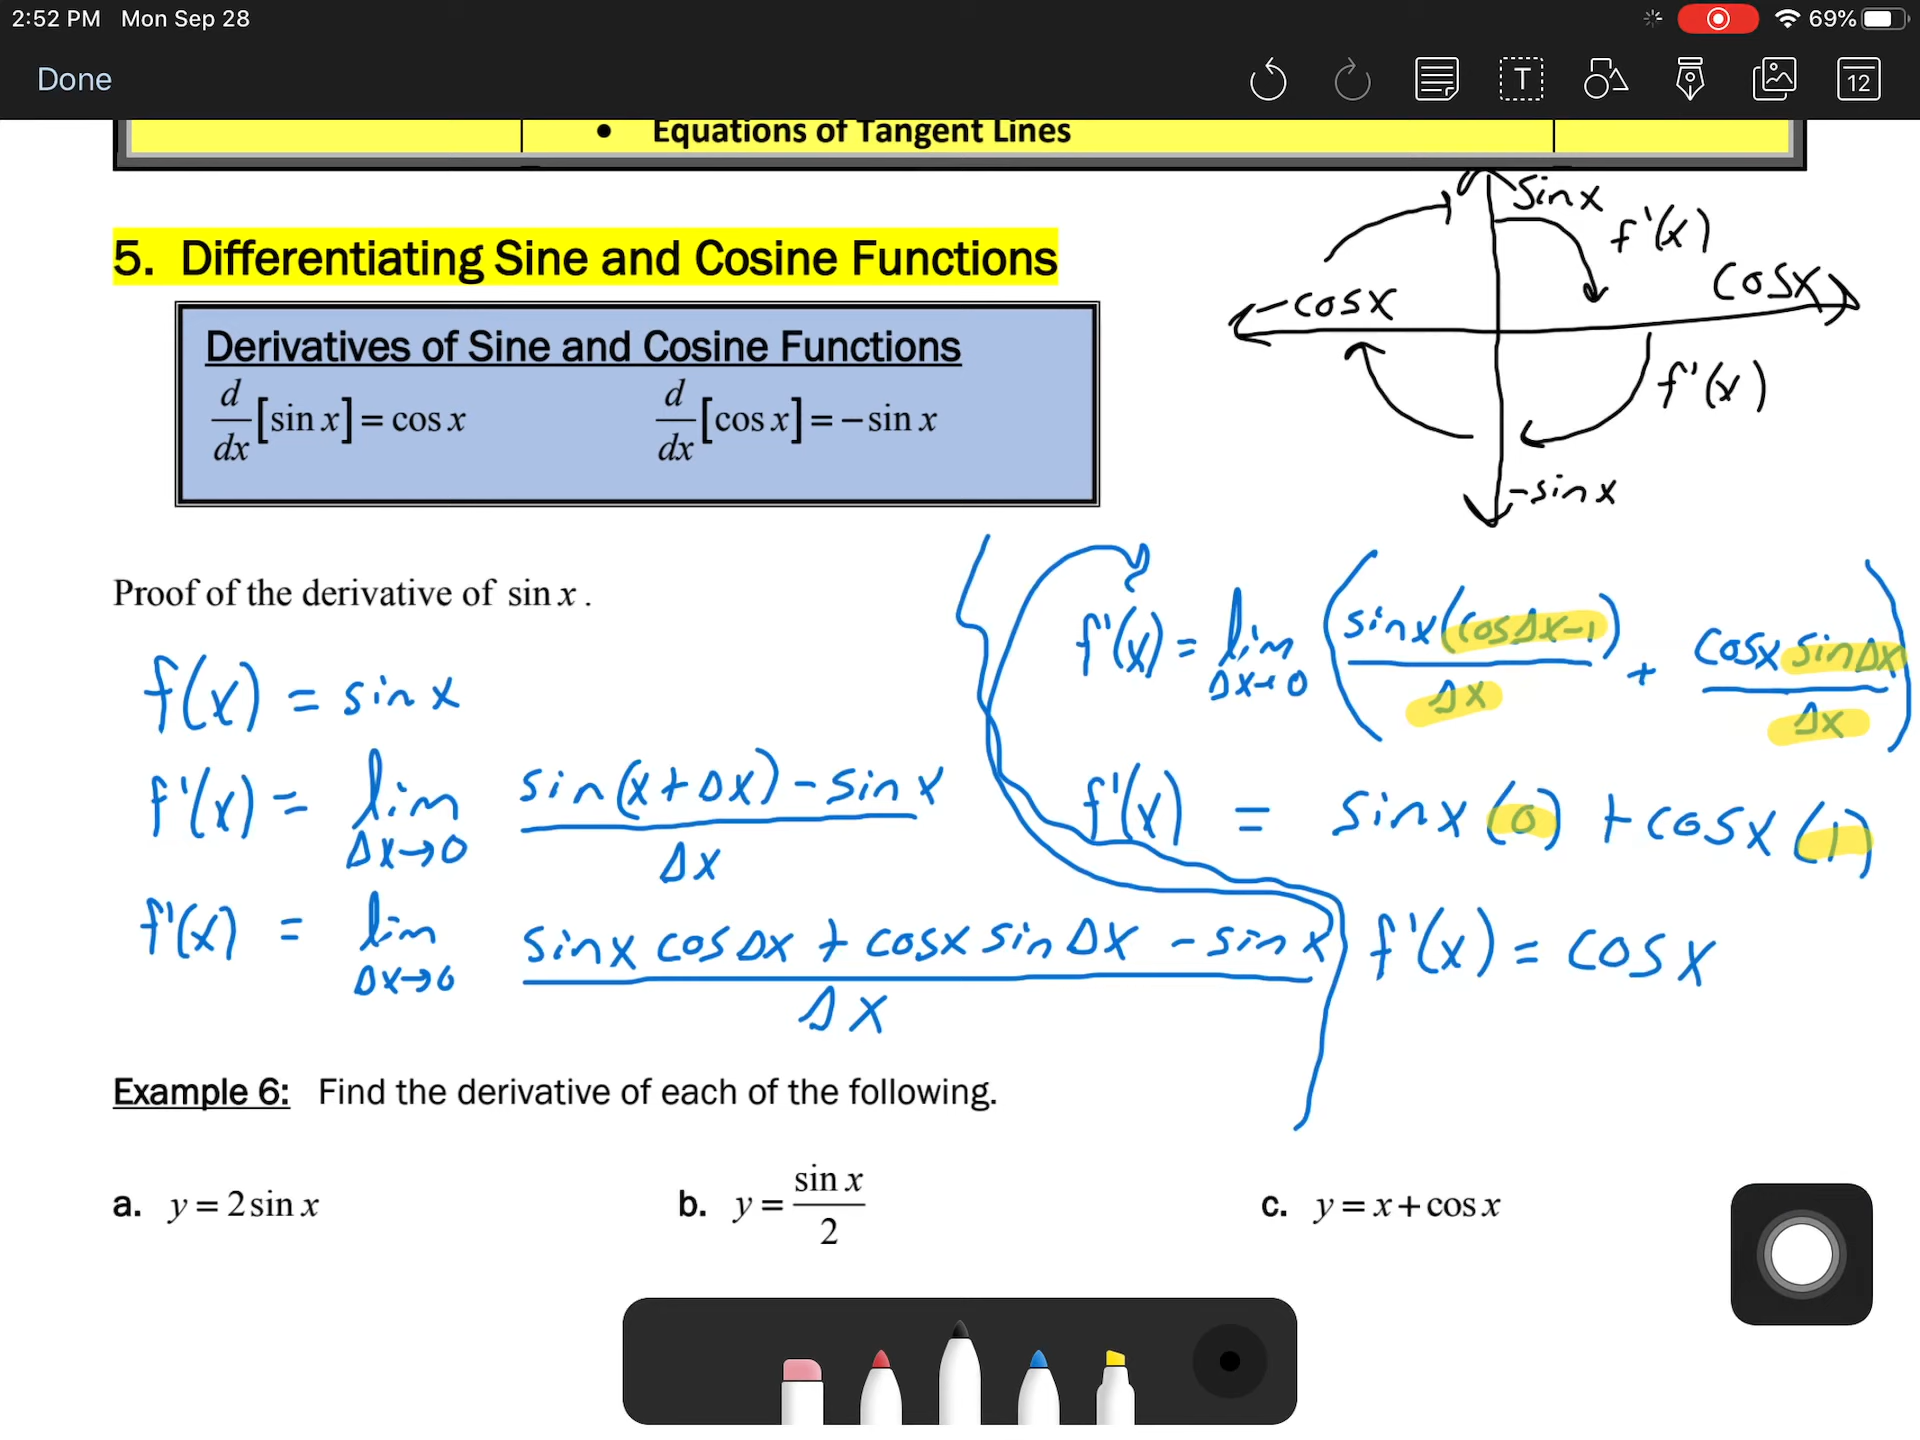 2:52 PM Mon Sep 28
69%
Done
T
12
• Equations of Tangent Lines
5. Differentiating Sine and Cosine Functions
sin x
f'(x)
cos x
-cos x
f'(x)
-sin x
Derivatives of Sine and Cosine Functions
d/dx [sin x] = cos x
d/dx [cos x] = − sin x
Proof of the derivative of sin x .
f(x) = sin x
f'(x) = lim Δx→0 (sin(x+Δx) - sin x)/Δx
f'(x) = lim Δx→0 (sin x cos Δx + cos x sin Δx - sin x)/Δx
f'(x) = lim Δx→0 ( sin x(cos Δx-1)/Δx + cos x sin Δx/Δx )
f'(x) = sin x (0) + cos x (1)
f'(x) = cos x
Example 6: Find the derivative of each of the following.
a. y = 2 sin x
b. y = sin x/2
c. y = x + cos x